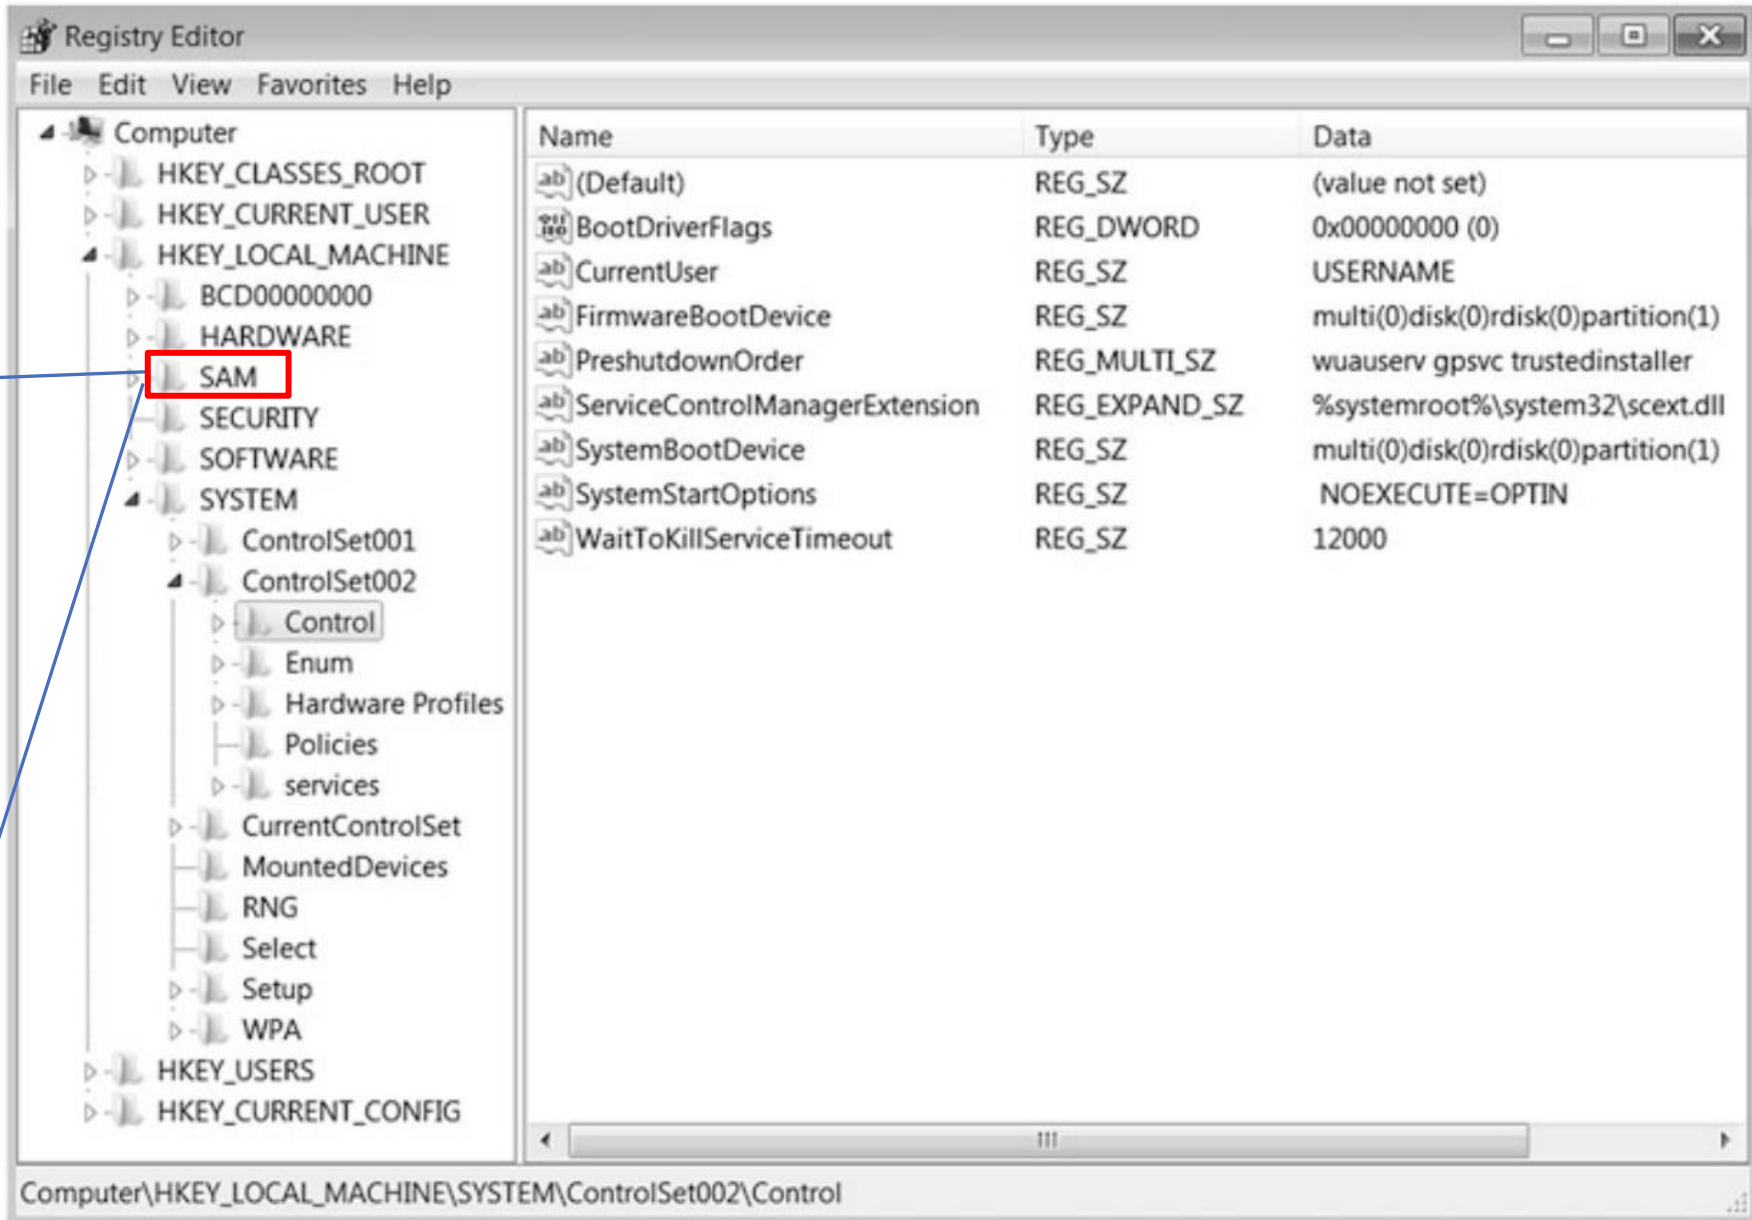 Registry Editor
File Edit View Favorites Help
Computer
HKEY_CLASSES_ROOT
HKEY_CURRENT_USER
HKEY_LOCAL_MACHINE
BCD00000000
HARDWARE
SAM
SECURITY
SOFTWARE
SYSTEM
ControlSet001
ControlSet002
Control
Enum
Hardware Profiles
Policies
services
CurrentControlSet
MountedDevices
RNG
Select
Setup
WPA
HKEY_USERS
HKEY_CURRENT_CONFIG
Name Type Data
(Default) REG_SZ (value not set)
BootDriverFlags REG_DWORD 0x00000000 (0)
CurrentUser REG_SZ USERNAME
FirmwareBootDevice REG_SZ multi(0)disk(0)rdisk(0)partition(1)
PreshutdownOrder REG_MULTI_SZ wuauserv gpsvc trustedinstaller
ServiceControlManagerExtension REG_EXPAND_SZ %systemroot%\system32\scext.dll
SystemBootDevice REG_SZ multi(0)disk(0)rdisk(0)partition(1)
SystemStartOptions REG_SZ NOEXECUTE=OPTIN
WaitToKillServiceTimeout REG_SZ 12000
Computer\HKEY_LOCAL_MACHINE\SYSTEM\ControlSet002\Control